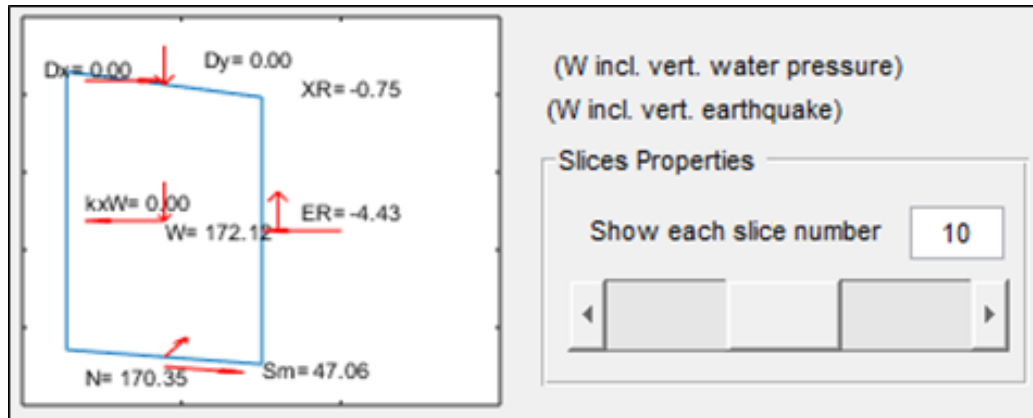 Dx= 0.00
Dy= 0.00
XR= -0.75
kxW= 0.00
W= 172.12
ER= -4.43
N= 170.35
Sm= 47.06
(W incl. vert. water pressure)
(W incl. vert. earthquake)
Slices Properties
Show each slice number 10